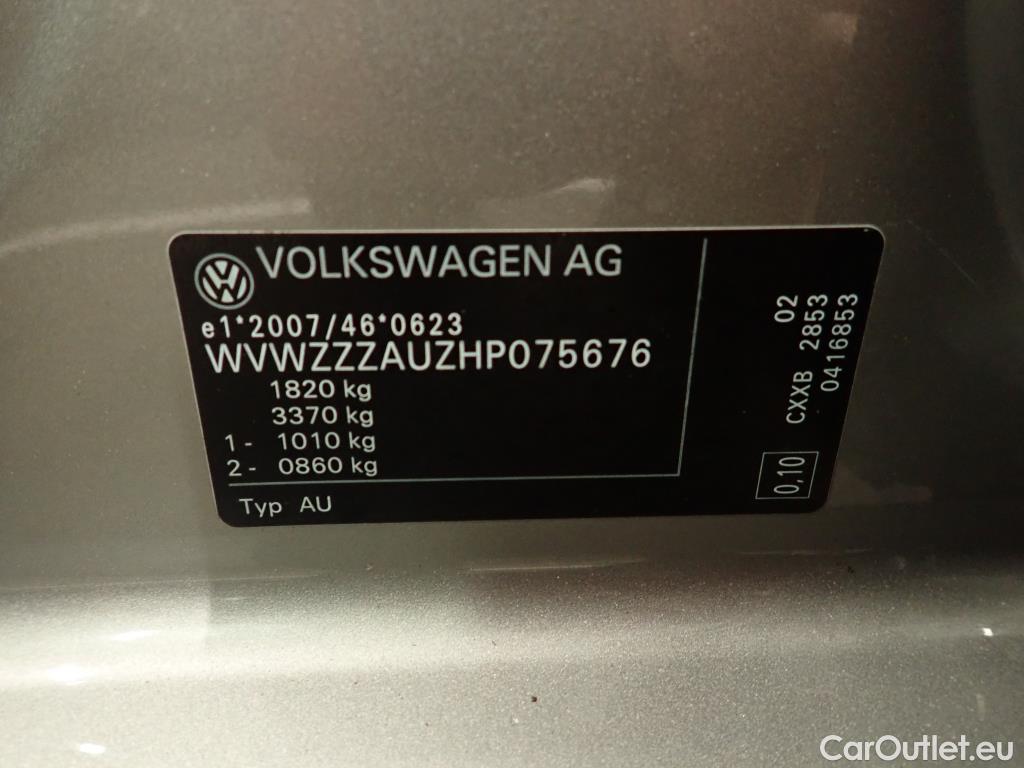 VOLKSWAGEN AG
e1*2007/46*0623
WVWZZZAUZHP075676
1820 kg
3370 kg
1 - 1010 kg
2 - 0860 kg
Typ AU
02
CXXB 2853
0416853
0,10
CarOutlet.eu